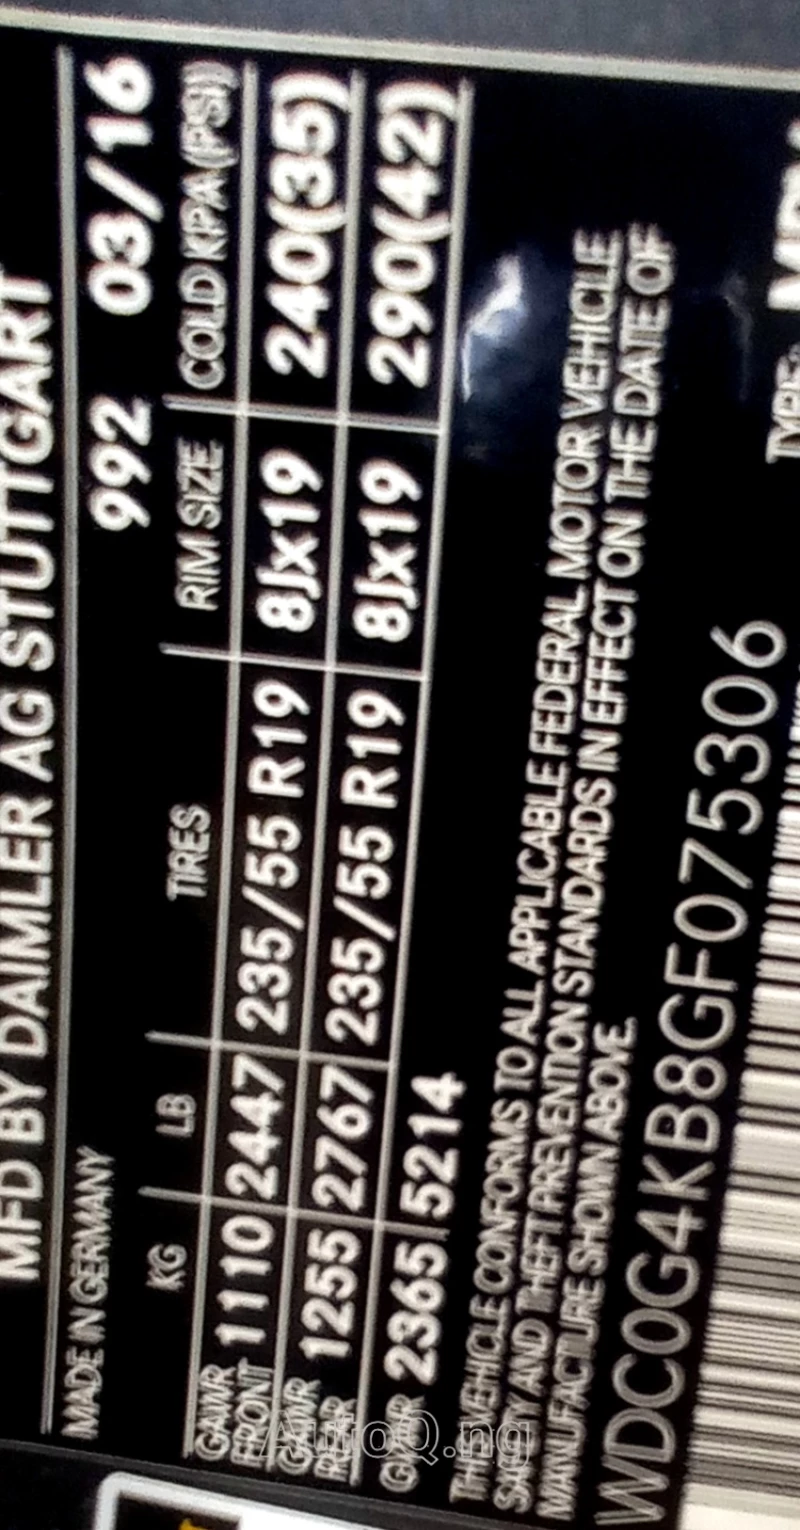 MFD BY DAIMLER AG STUTTGART
MADE IN GERMANY 992 03/16
KG LB TIRES RIM SIZE COLD KPA (PSI)
GAWR FRONT 1110 2447 235/55 R19 8Jx19 240(35)
GAWR REAR 1255 2767 235/55 R19 8Jx19 290(42)
GVWR 2365 5214
THIS VEHICLE CONFORMS TO ALL APPLICABLE FEDERAL MOTOR VEHICLE
SAFETY AND THEFT PREVENTION STANDARDS IN EFFECT ON THE DATE OF
MANUFACTURE SHOWN ABOVE.
WDC0G4KB8GF075306
TYPE:
AutoQ.ng